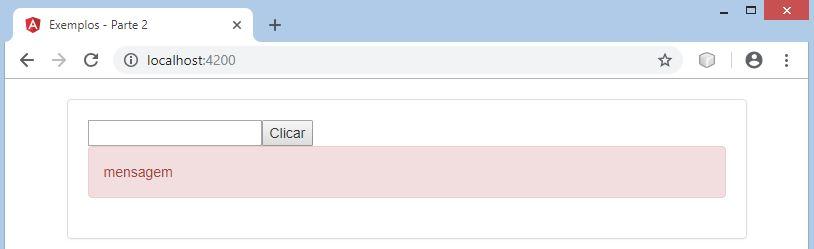 Exemplos - Parte 2
localhost:4200
Clicar
mensagem